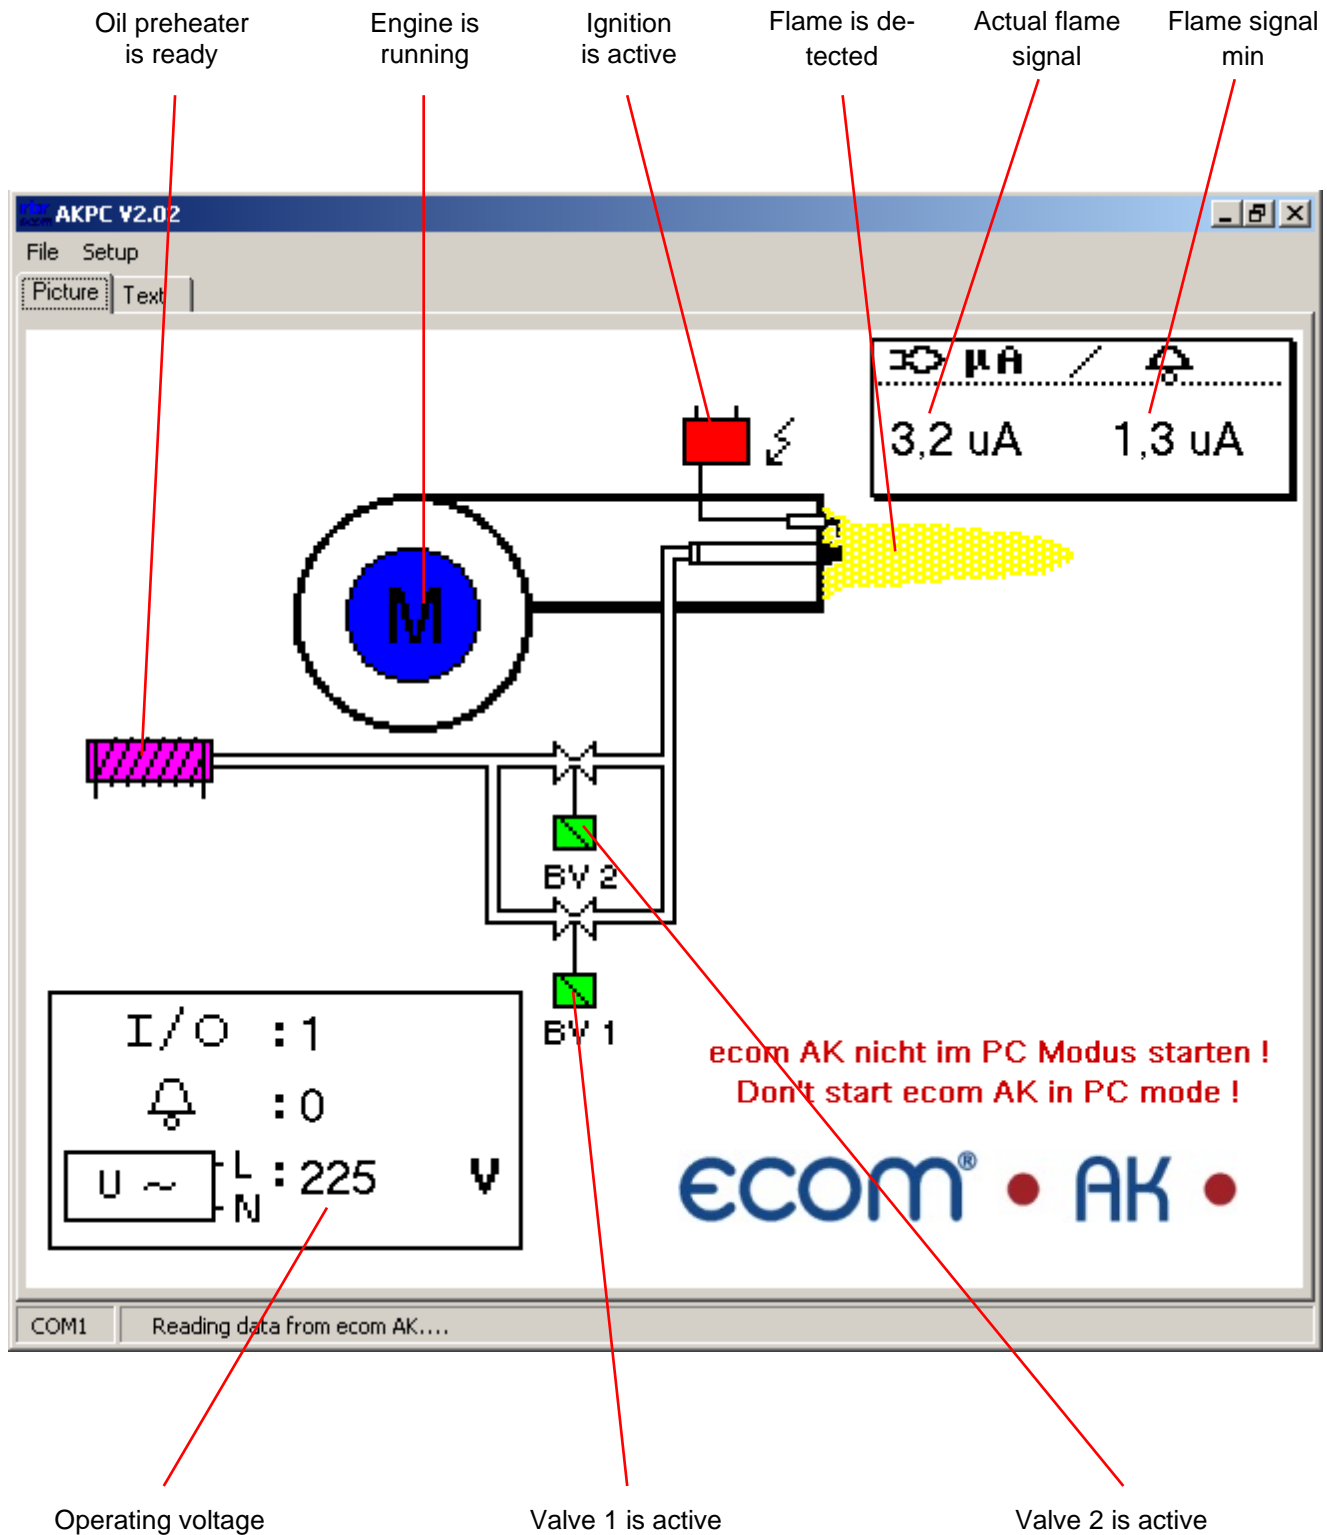 Oil preheater
is ready
Engine is
running
Ignition
is active
Flame is de-
tected
Actual flame
signal
Flame signal
min
AKPC V2.02
File Setup
Picture Text
µA /
3,2 uA 1,3 uA
M
BV 2
BV 1
I/O :1
:0
U ~ L N :225 V
ecom AK nicht im PC Modus starten !
Don't start ecom AK in PC mode !
ecom® • AK •
COM1 Reading data from ecom AK....
Operating voltage
Valve 1 is active
Valve 2 is active